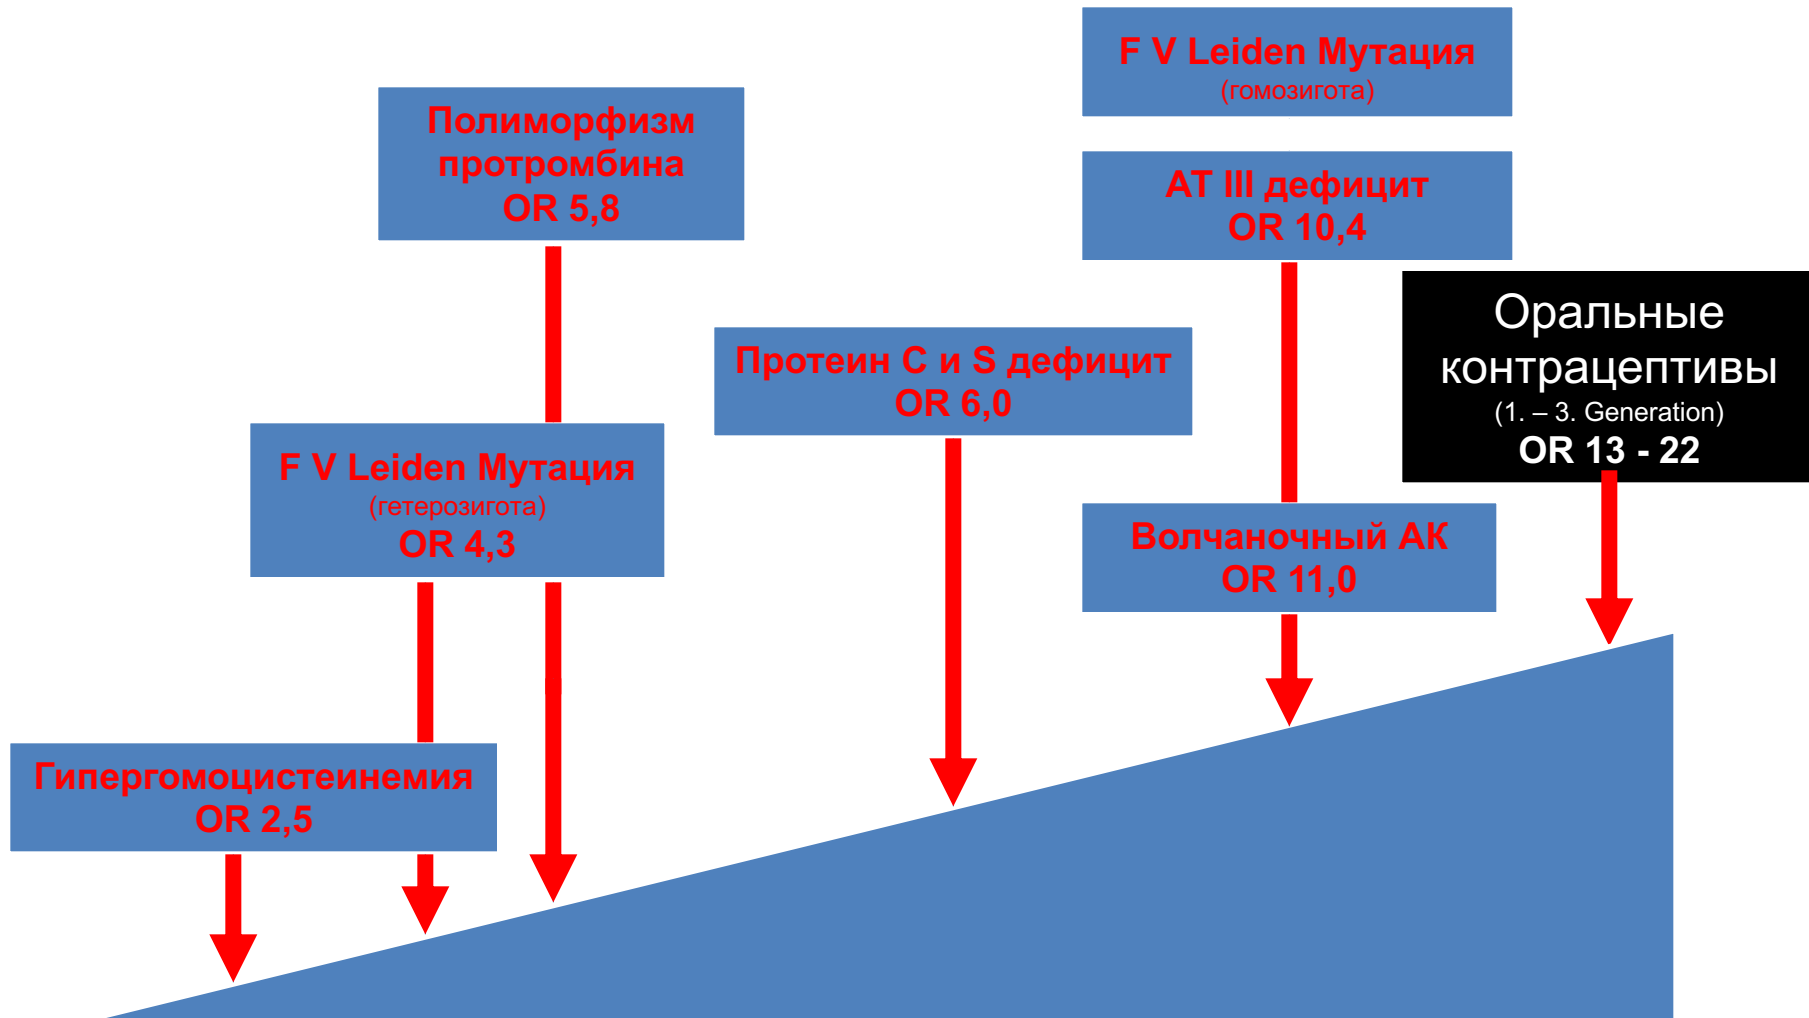 F V Leiden Мутация
(гомозигота)
Полиморфизм
протромбина
OR 5,8
АТ III дефицит
OR 10,4
Оральные
контрацептивы
(1. – 3. Generation)
OR 13 - 22
Протеин С и S дефицит
OR 6,0
F V Leiden Мутация
(гетерозигота)
OR 4,3
Волчаночный АК
OR 11,0
Гипергомоцистеинемия
OR 2,5